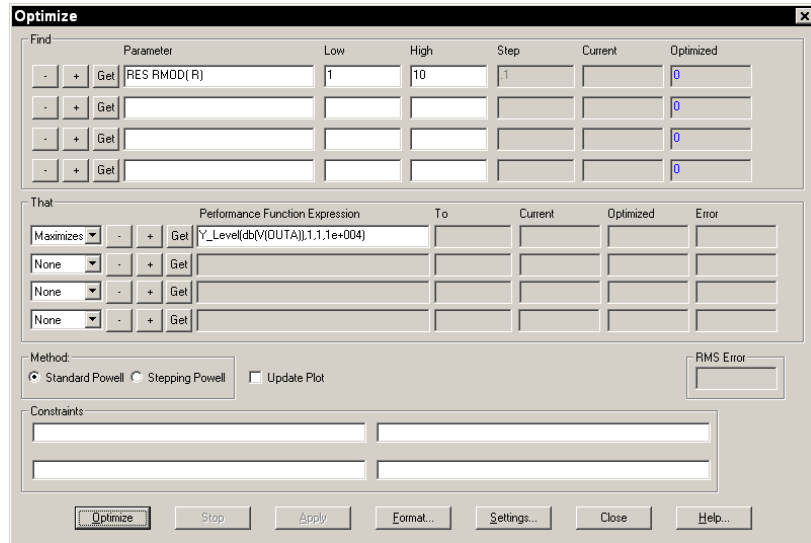 Optimize
Find
Parameter Low High Step Current Optimized
- + Get RES RMOD( R) 1 10 .1 0
- + Get 0
- + Get 0
- + Get 0
That
Performance Function Expression To Current Optimized Error
Maximizes - + Get Y_Level(db(V(OUTA)),1,1,1e+004)
None - + Get
None - + Get
None - + Get
Method: RMS Error
Standard Powell Stepping Powell Update Plot
Constraints
Optimize Stop Apply Format... Settings... Close Help...